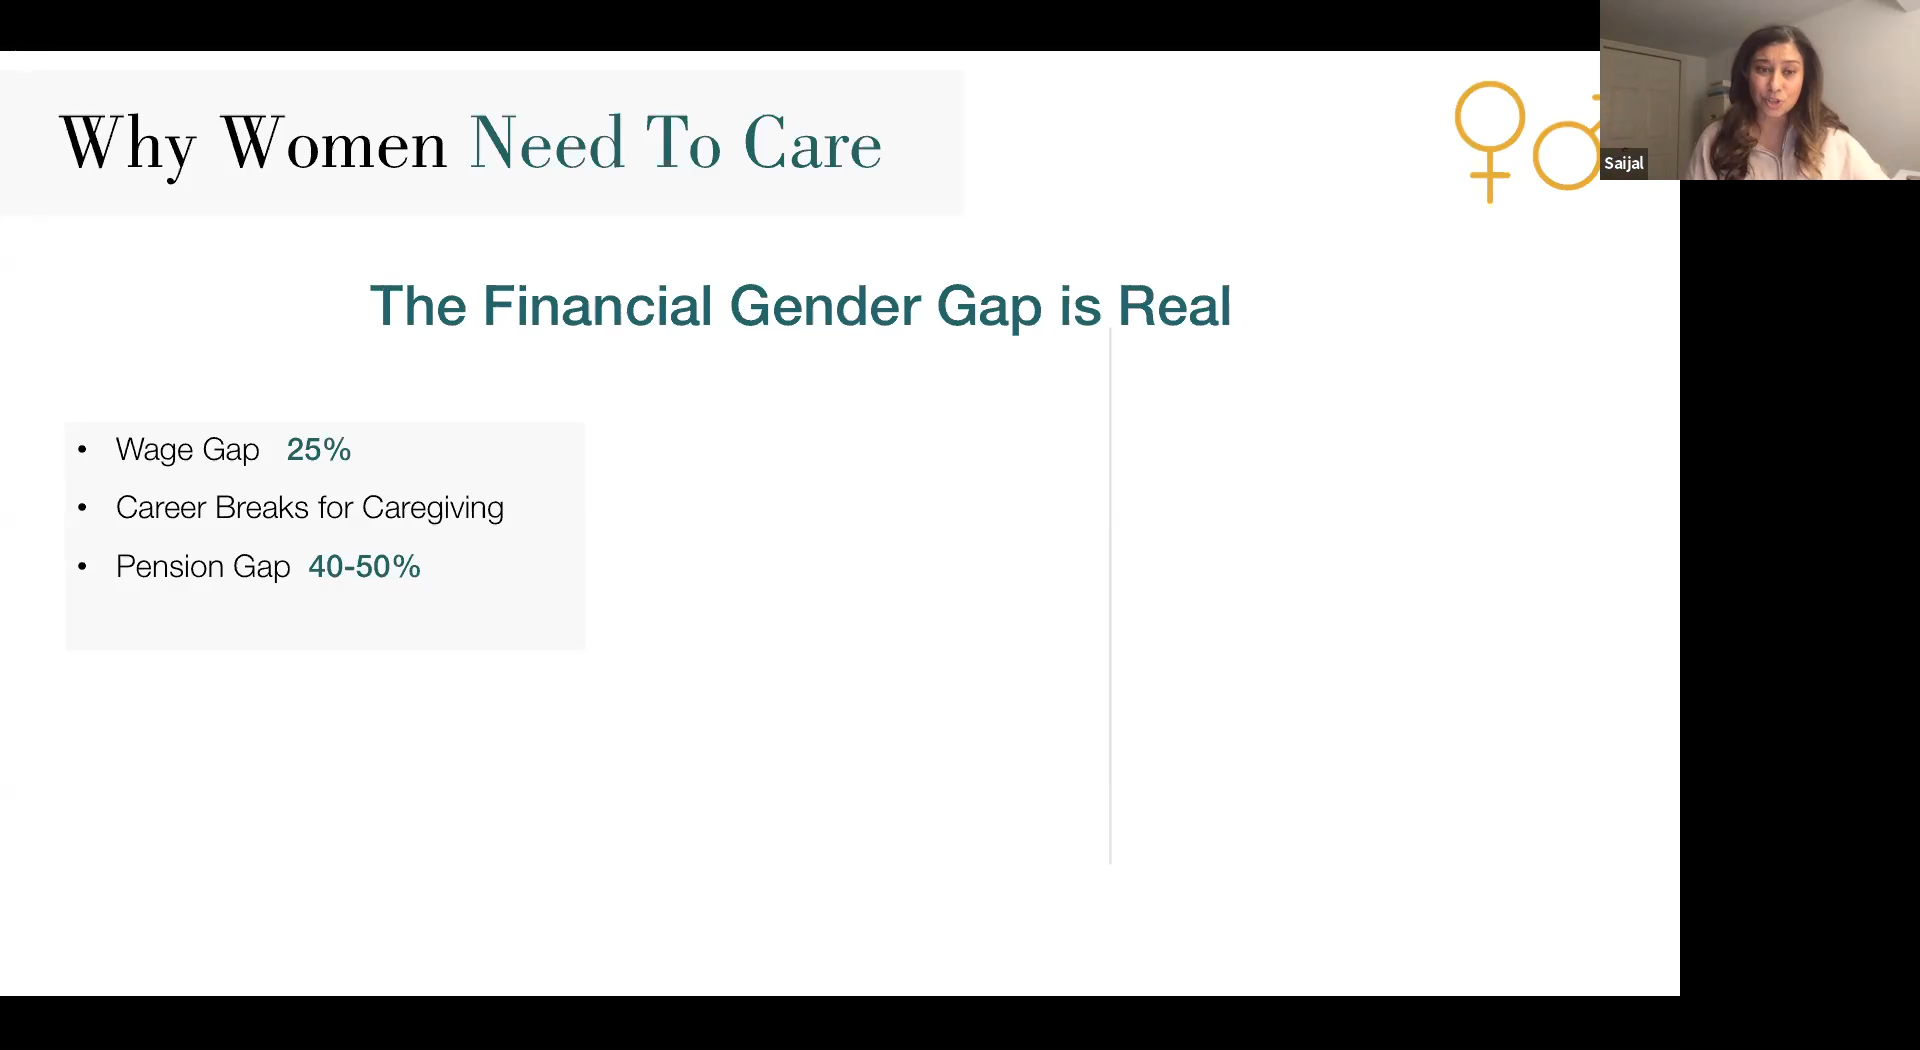 Why Women Need To Care
Saijal
The Financial Gender Gap is Real
• Wage Gap 25%
• Career Breaks for Caregiving
• Pension Gap 40-50%